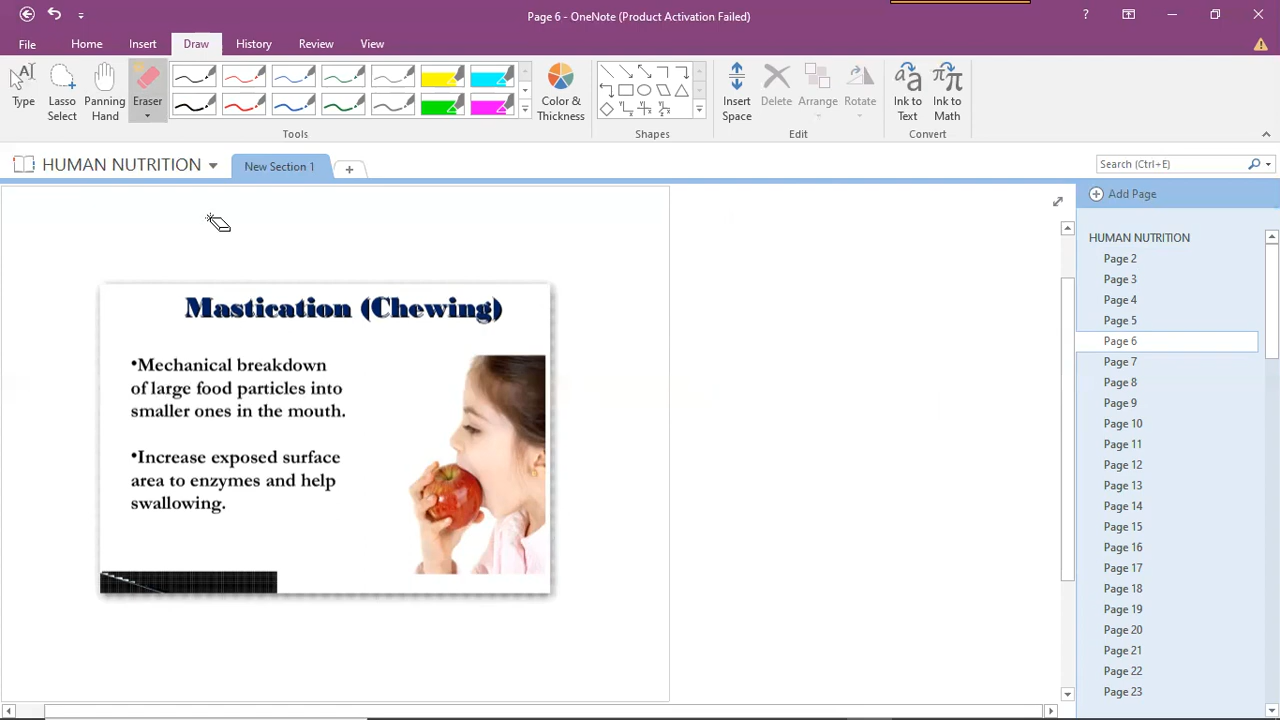 Page 6 - OneNote (Product Activation Failed)
?
File Home Insert Draw History Review View
Type
Lasso Select
Panning Hand
Eraser
Color & Thickness
Insert Space
Delete
Arrange
Rotate
Ink to Text
Ink to Math
Tools
Shapes
Edit
Convert
HUMAN NUTRITION
New Section 1
Search (Ctrl+E)
Mastication (Chewing)
•Mechanical breakdown
of large food particles into
smaller ones in the mouth.
•Increase exposed surface
area to enzymes and help
swallowing.
Add Page
HUMAN NUTRITION
Page 2
Page 3
Page 4
Page 5
Page 6
Page 7
Page 8
Page 9
Page 10
Page 11
Page 12
Page 13
Page 14
Page 15
Page 16
Page 17
Page 18
Page 19
Page 20
Page 21
Page 22
Page 23